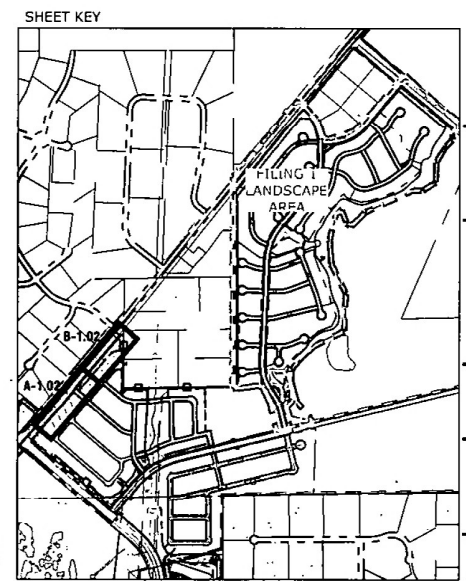 SHEET KEY
FILING 1
LANDSCAPE
AREA
B-1.02
A-1.02